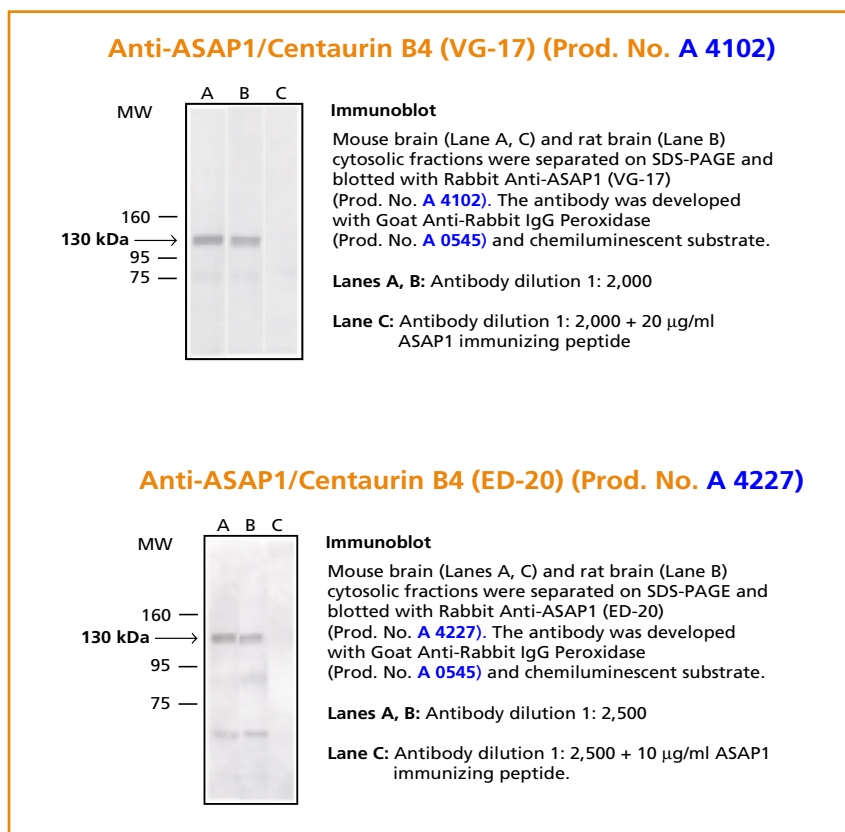 Anti-ASAP1/Centaurin B4 (VG-17) (Prod. No. A 4102)
A B C
MW
160
130 kDa
95
75
Immunoblot
Mouse brain (Lane A, C) and rat brain (Lane B)
cytosolic fractions were separated on SDS-PAGE and
blotted with Rabbit Anti-ASAP1 (VG-17)
(Prod. No. A 4102). The antibody was developed
with Goat Anti-Rabbit IgG Peroxidase
(Prod. No. A 0545) and chemiluminescent substrate.
Lanes A, B: Antibody dilution 1: 2,000
Lane C: Antibody dilution 1: 2,000 + 20 μg/ml
ASAP1 immunizing peptide
Anti-ASAP1/Centaurin B4 (ED-20) (Prod. No. A 4227)
A B C
MW
160
130 kDa
95
75
Immunoblot
Mouse brain (Lanes A, C) and rat brain (Lane B)
cytosolic fractions were separated on SDS-PAGE and
blotted with Rabbit Anti-ASAP1 (ED-20)
(Prod. No. A 4227). The antibody was developed
with Goat Anti-Rabbit IgG Peroxidase
(Prod. No. A 0545) and chemiluminescent substrate.
Lanes A, B: Antibody dilution 1: 2,500
Lane C: Antibody dilution 1: 2,500 + 10 μg/ml ASAP1
immunizing peptide.